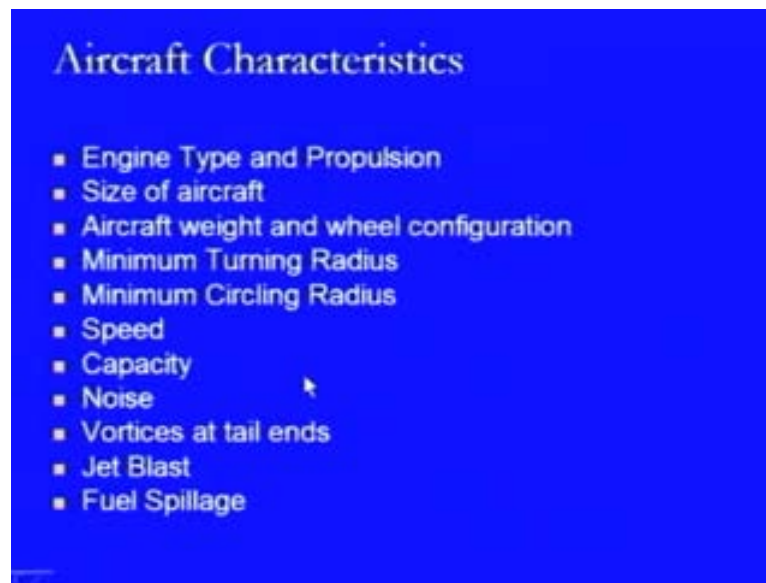 Aircraft Characteristics
Engine Type and Propulsion
Size of aircraft
Aircraft weight and wheel configuration
Minimum Turning Radius
Minimum Circling Radius
Speed
Capacity
Noise
Vortices at tail ends
Jet Blast
Fuel Spillage